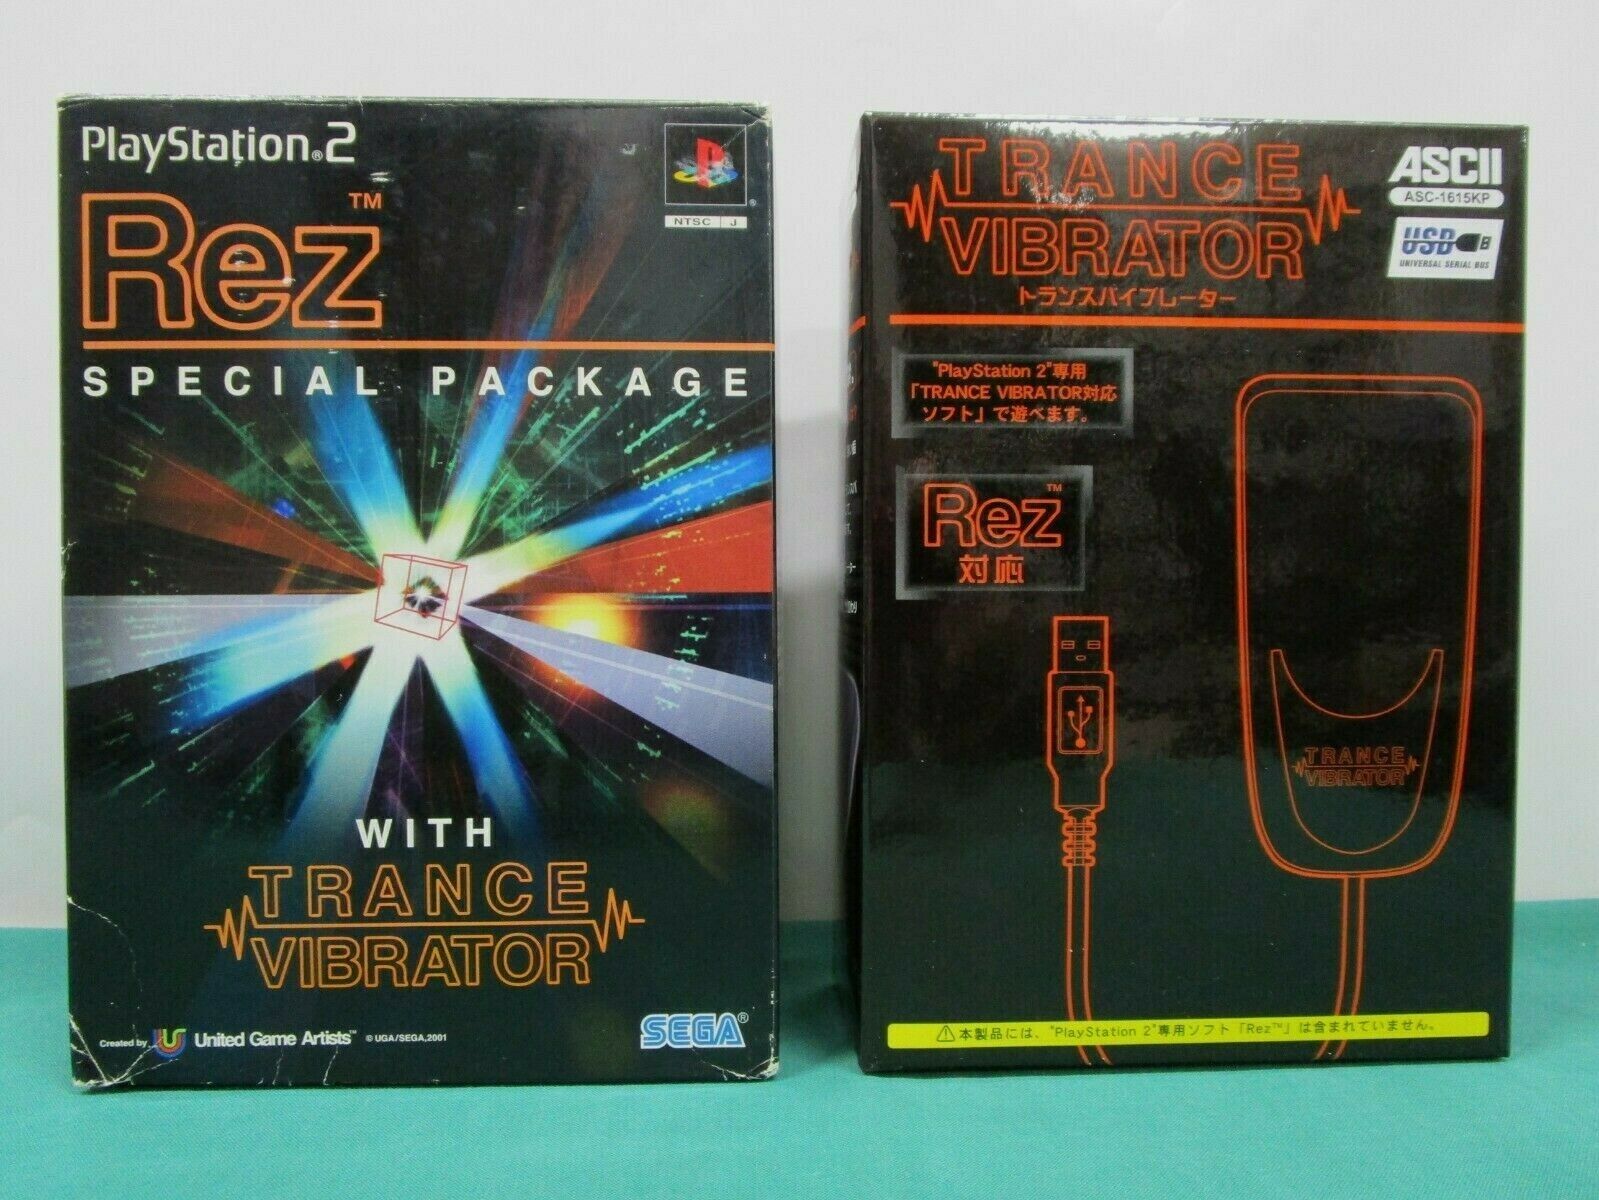 PlayStation®2
Rez™
NTSC J
SPECIAL PACKAGE
WITH
TRANCE
VIBRATOR
Created by United Game Artists™ © UGA/SEGA,2001
SEGA®
TRANCE
VIBRATOR
トランスバイブレーター
ASCII
ASC-1615KP
USB
UNIVERSAL SERIAL BUS
"PlayStation 2"専用
「TRANCE VIBRATOR対応
ソフト」で遊べます。
Rez™
対応
TRANCE
VIBRATOR
⚠本製品には、"PlayStation 2"専用ソフト「Rez™」は含まれていません。